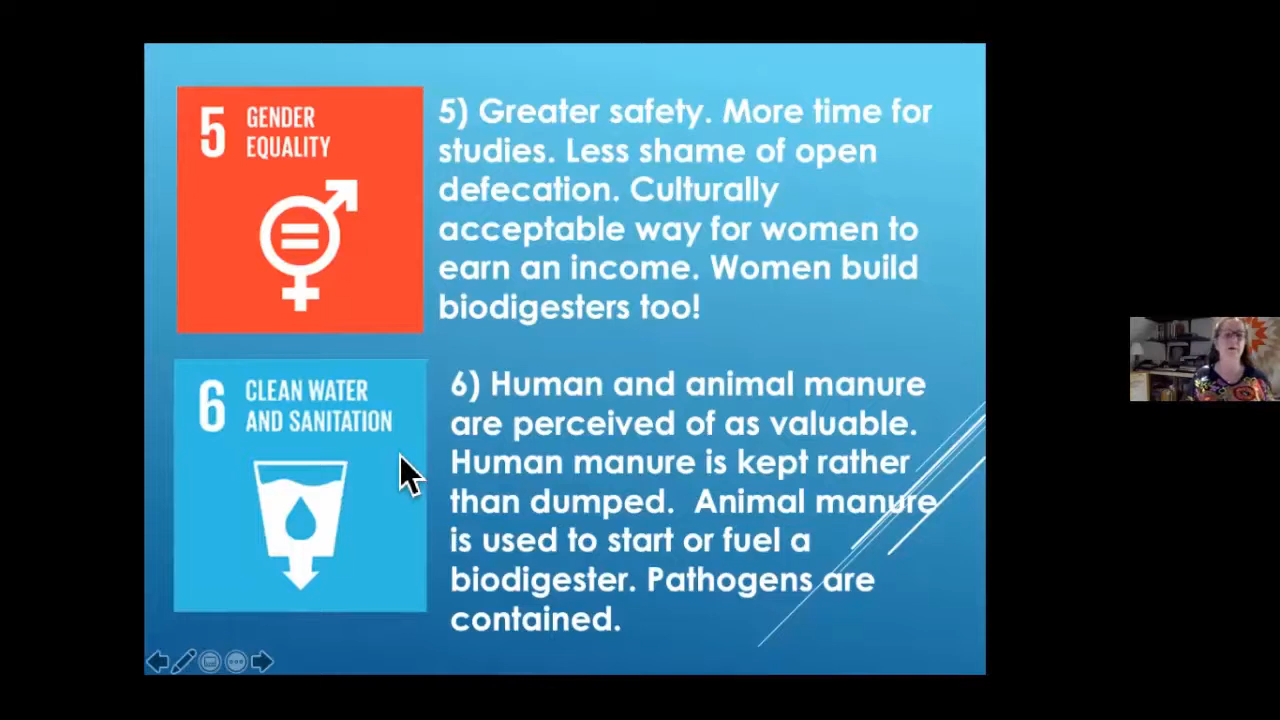 5
GENDER
EQUALITY
5) Greater safety. More time for
studies. Less shame of open
defecation. Culturally
acceptable way for women to
earn an income. Women build
biodigesters too!
6
CLEAN WATER
AND SANITATION
6) Human and animal manure
are perceived of as valuable.
Human manure is kept rather
than dumped.  Animal manure
is used to start or fuel a
biodigester. Pathogens are
contained.